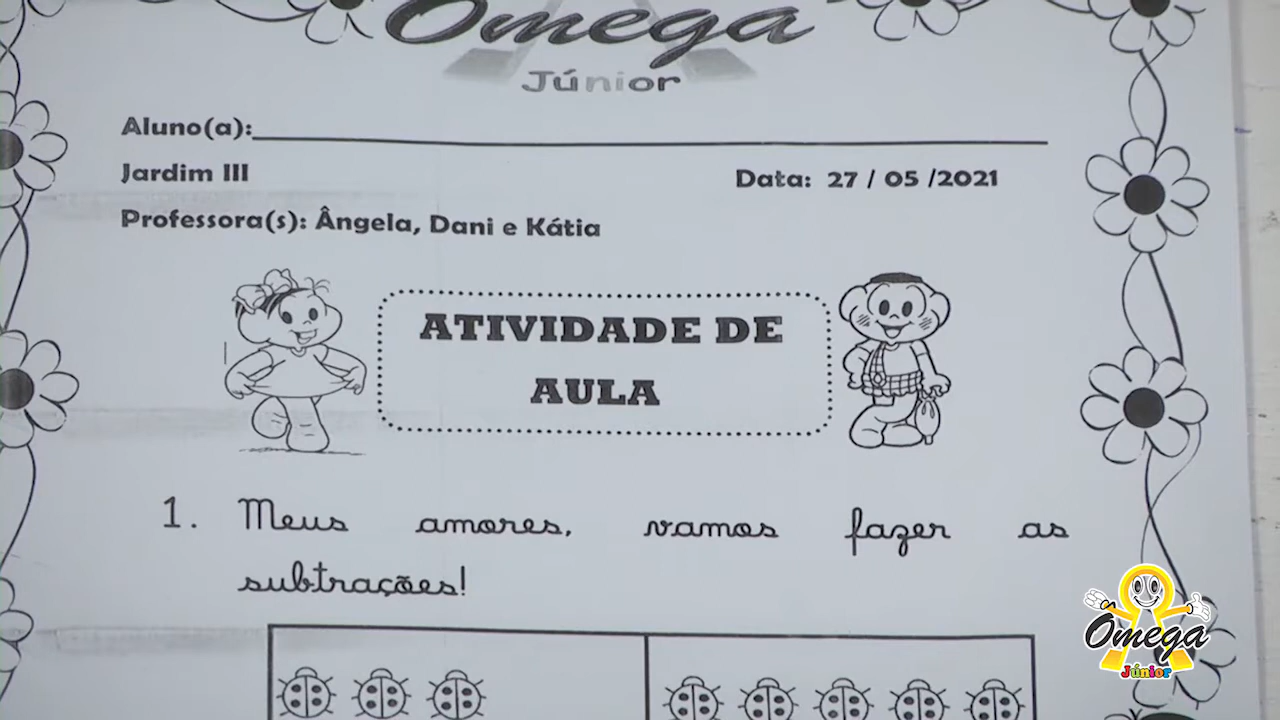 Ômega
Júnior
Aluno(a):
Jardim III
Data: 27 / 05 /2021
Professora(s): Ângela, Dani e Kátia
ATIVIDADE DE
AULA
1. Meus amores, vamos fazer as
subtrações!
Ômega
Júnior